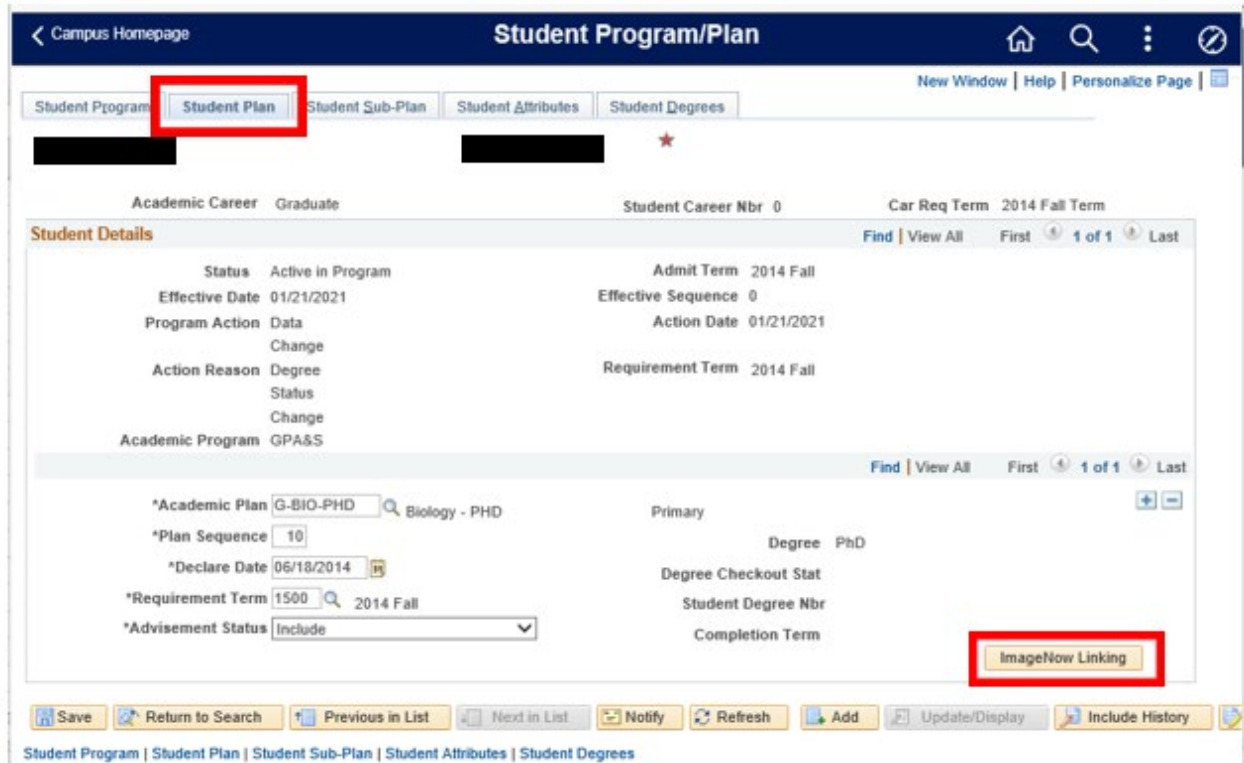 Campus Homepage Student Program/Plan
New Window | Help | Personalize Page |
Student Program Student Plan Student Sub-Plan Student Attributes Student Degrees
Academic Career Graduate Student Career Nbr 0 Car Req Term 2014 Fall Term
Student Details Find | View All First 1 of 1 Last
Status Active in Program Admit Term 2014 Fall
Effective Date 01/21/2021 Effective Sequence 0
Program Action Data Action Date 01/21/2021
Change
Action Reason Degree Requirement Term 2014 Fall
Status
Change
Academic Program GPA&S
Find | View All First 1 of 1 Last
*Academic Plan G-BIO-PHD Biology - PHD Primary
*Plan Sequence 10 Degree PhD
*Declare Date 06/18/2014 Degree Checkout Stat
*Requirement Term 1500 2014 Fall Student Degree Nbr
*Advisement Status Include Completion Term
ImageNow Linking
Save Return to Search Previous in List Next in List Notify Refresh Add Update/Display Include History
Student Program | Student Plan | Student Sub-Plan | Student Attributes | Student Degrees